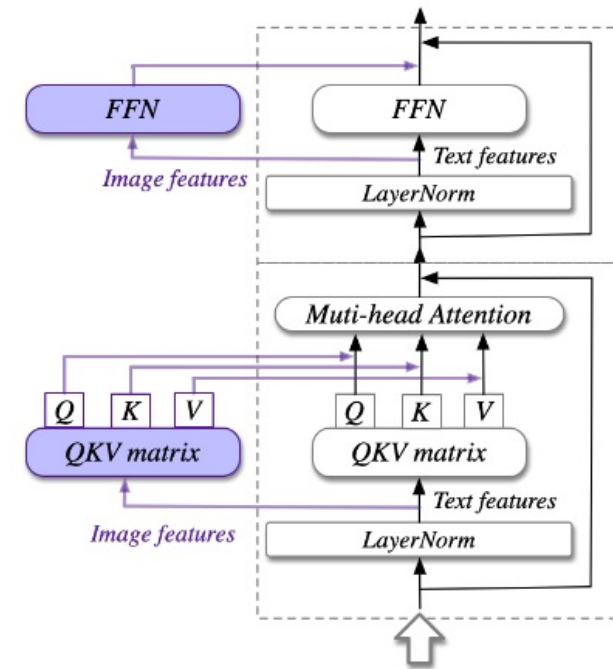 FFN
FFN
Text features
Image features
LayerNorm
Muti-head Attention
Q K V
Q K V
QKV matrix
QKV matrix
Text features
Image features
LayerNorm